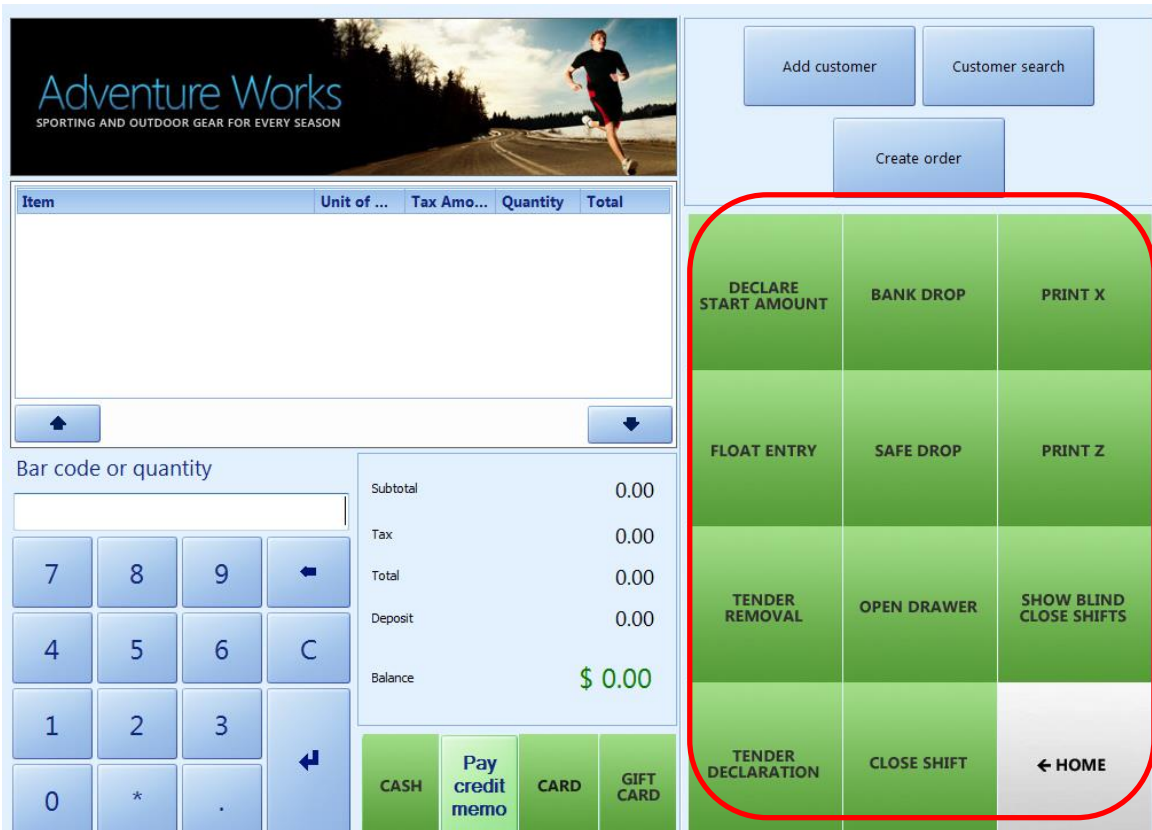 Adventure Works
SPORTING AND OUTDOOR GEAR FOR EVERY SEASON
Add customer
Customer search
Create order
Item Unit of ... Tax Amo... Quantity Total
Bar code or quantity
7 8 9
4 5 6 C
1 2 3
0 * .
Subtotal 0.00
Tax 0.00
Total 0.00
Deposit 0.00
Balance $ 0.00
CASH
Pay
credit
memo
CARD
GIFT
CARD
DECLARE
START AMOUNT
BANK DROP
PRINT X
FLOAT ENTRY
SAFE DROP
PRINT Z
TENDER
REMOVAL
OPEN DRAWER
SHOW BLIND
CLOSE SHIFTS
TENDER
DECLARATION
CLOSE SHIFT
← HOME